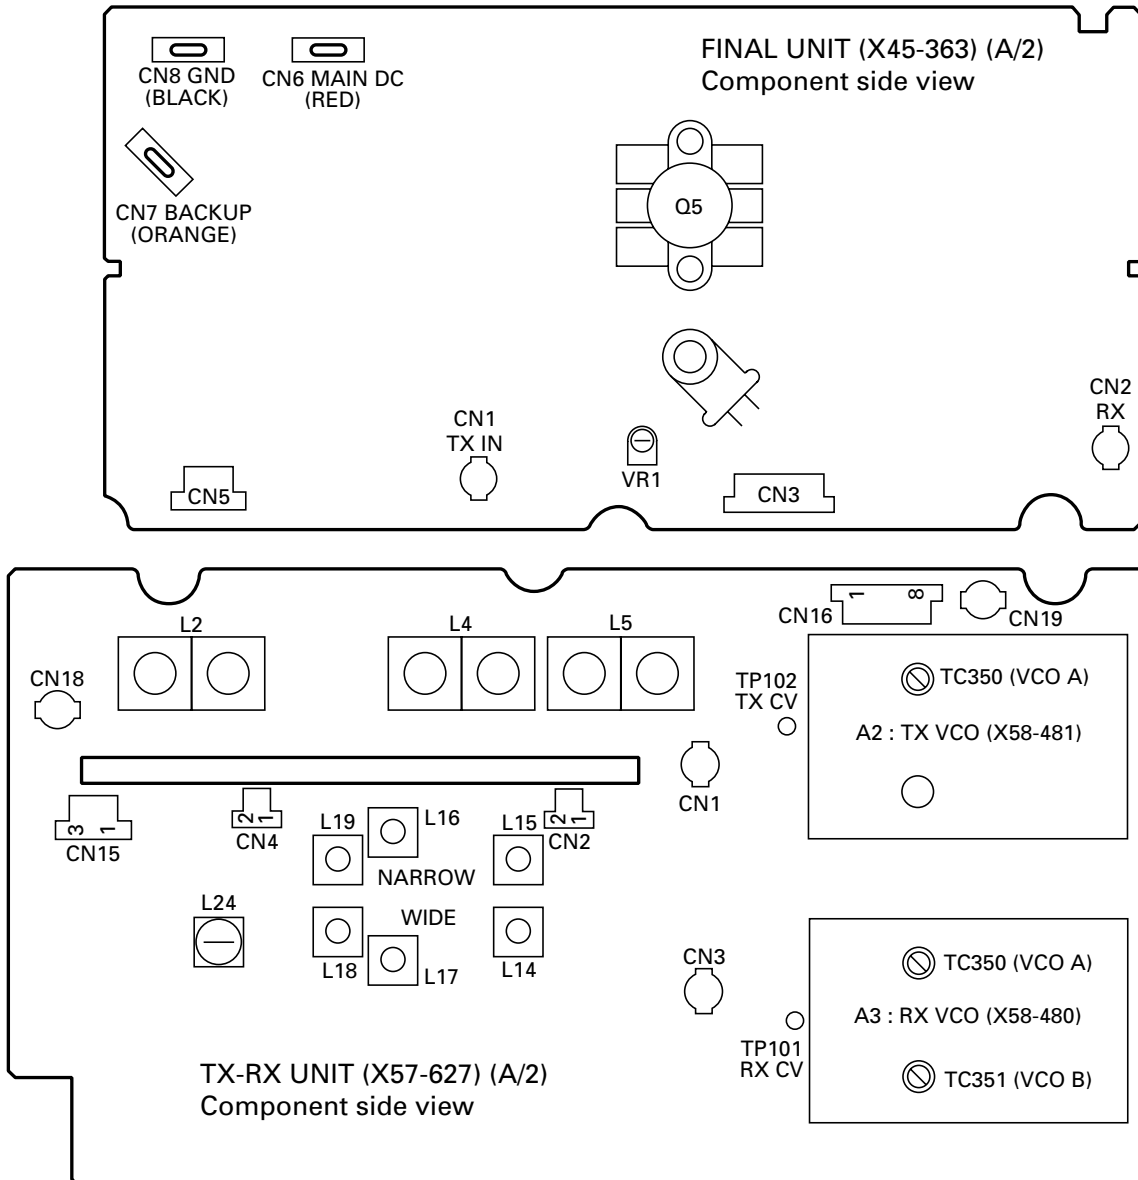 FINAL UNIT (X45-363) (A/2)
Component side view
CN8 GND
(BLACK)
CN6 MAIN DC
(RED)
CN7 BACKUP
(ORANGE)
Q5
CN2
RX
CN1
TX IN
VR1
CN5
CN3
CN16
1 8
CN19
L2
L4
L5
CN18
TP102
TX CV
TC350 (VCO A)
A2 : TX VCO (X58-481)
CN1
3 1
CN15
2 1
CN4
L19
L16
L15
2 1
CN2
NARROW
WIDE
L24
L18
L17
L14
CN3
TC350 (VCO A)
A3 : RX VCO (X58-480)
TP101
RX CV
TC351 (VCO B)
TX-RX UNIT (X57-627) (A/2)
Component side view